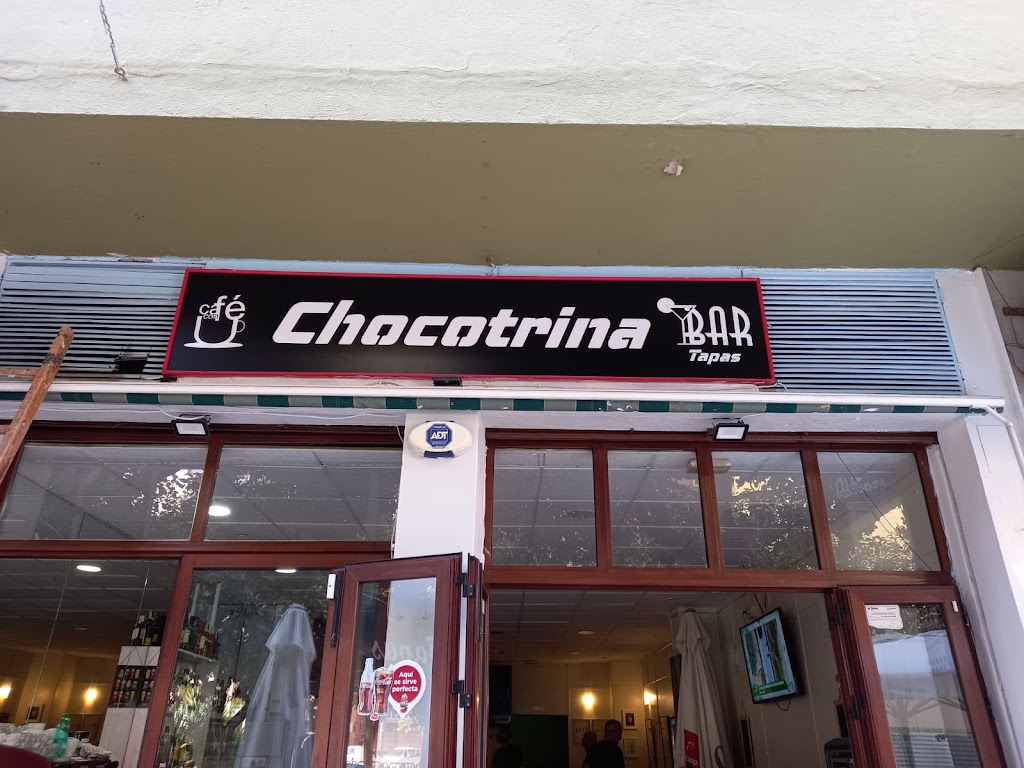 café
con
Chocotrina
BAR
Tapas
ADT
Aquí
se sirve
perfecta